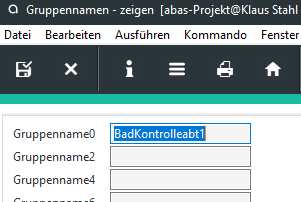 Gruppennamen - zeigen (abas-Projekt@Klaus Stahl
Datei Bearbeiten Ausführen Kommando Fenster
Gruppenname0 BadKontrolleabt1
Gruppenname2
Gruppenname4